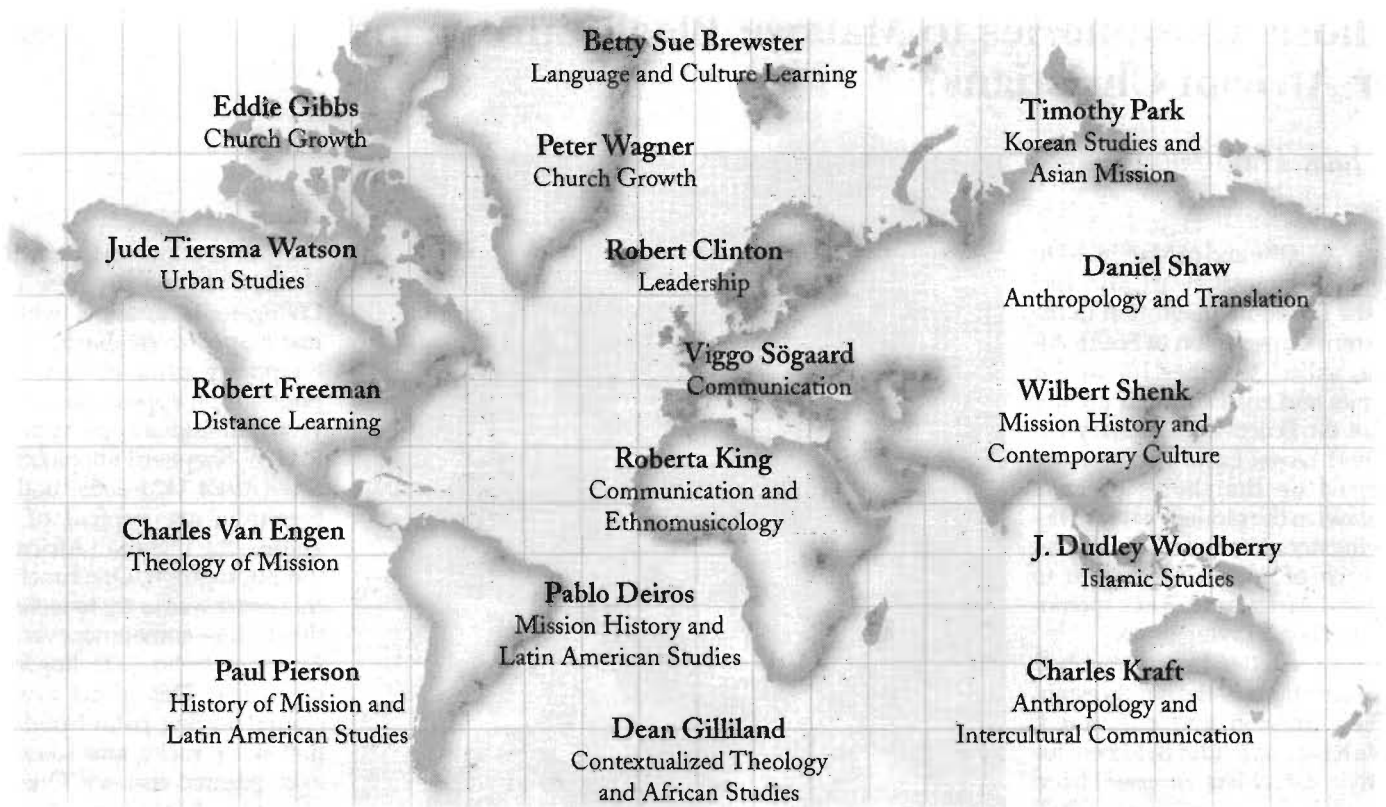 Betty Sue Brewster
Language and Culture Learning
Eddie Gibbs
Church Growth
Timothy Park
Korean Studies and
Asian Mission
Peter Wagner
Church Growth
Jude Tiersma Watson
Urban Studies
Robert Clinton
Leadership
Daniel Shaw
Anthropology and Translation
Viggo Sögaard
Communication
Robert Freeman
Distance Learning
Wilbert Shenk
Mission History and
Contemporary Culture
Roberta King
Communication and
Ethnomusicology
Charles Van Engen
Theology of Mission
J. Dudley Woodberry
Islamic Studies
Pablo Deiros
Mission History and
Latin American Studies
Paul Pierson
History of Mission and
Latin American Studies
Charles Kraft
Anthropology and
Intercultural Communication
Dean Gilliland
Contextualized Theology
and African Studies